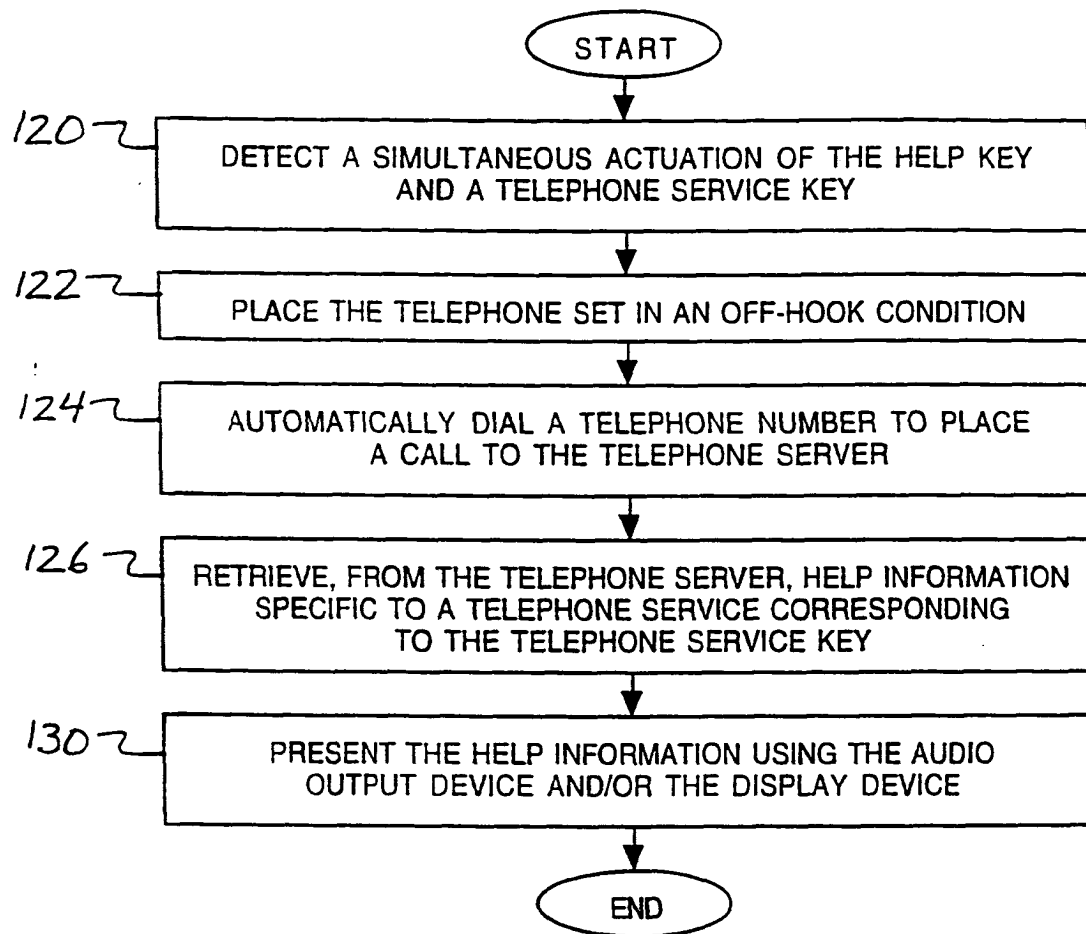 START
120
DETECT A SIMULTANEOUS ACTUATION OF THE HELP KEY
AND A TELEPHONE SERVICE KEY
122
PLACE THE TELEPHONE SET IN AN OFF-HOOK CONDITION
124
AUTOMATICALLY DIAL A TELEPHONE NUMBER TO PLACE
A CALL TO THE TELEPHONE SERVER
126
RETRIEVE, FROM THE TELEPHONE SERVER, HELP INFORMATION
SPECIFIC TO A TELEPHONE SERVICE CORRESPONDING
TO THE TELEPHONE SERVICE KEY
130
PRESENT THE HELP INFORMATION USING THE AUDIO
OUTPUT DEVICE AND/OR THE DISPLAY DEVICE
END